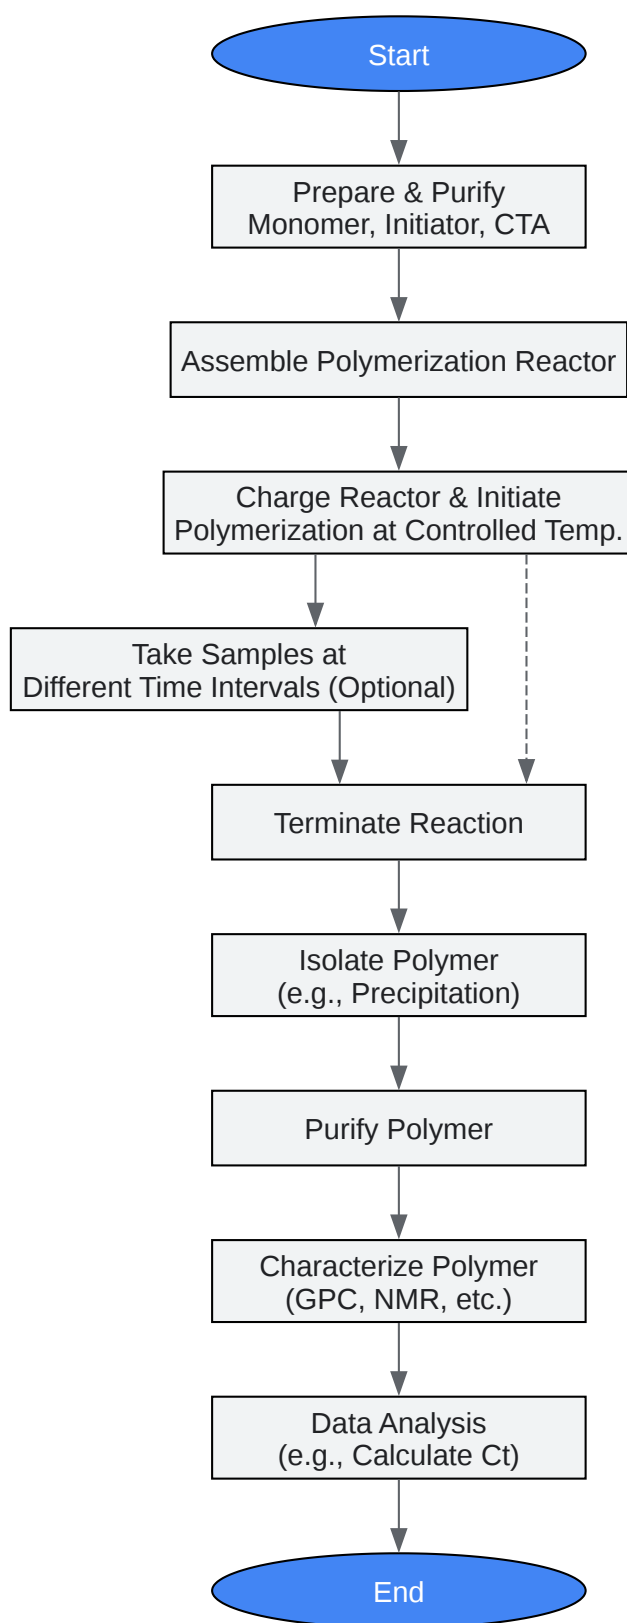 Start
Prepare & Purify
Monomer, Initiator, CTA
Assemble Polymerization Reactor
Charge Reactor & Initiate
Polymerization at Controlled Temp.
Take Samples at
Different Time Intervals (Optional)
Terminate Reaction
Isolate Polymer
(e.g., Precipitation)
Purify Polymer
Characterize Polymer
(GPC, NMR, etc.)
Data Analysis
(e.g., Calculate Ct)
End